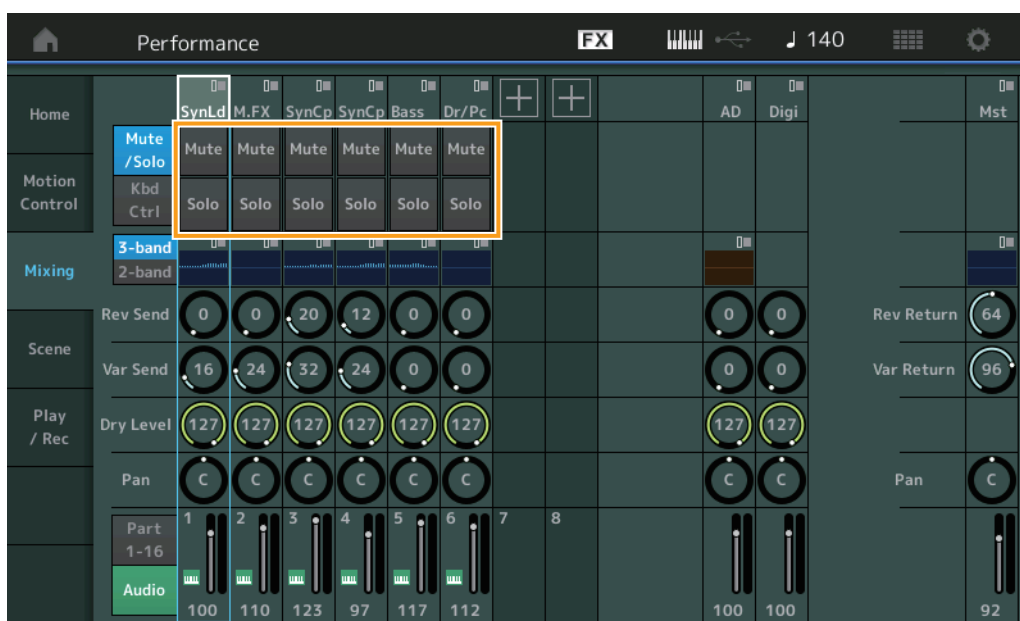 Performance FX 140
SynLd M.FX SynCp SynCp Bass Dr/Pc AD Digi Mst
Home
Mute
/Solo
Mute Mute Mute Mute Mute Mute
Motion
Control
Kbd
Ctrl
Solo Solo Solo Solo Solo Solo
3-band
2-band
Mixing
Rev Send 0 0 20 12 0 0 0 0 Rev Return 64
Scene
Var Send 16 24 32 24 0 0 0 0 Var Return 96
Play
/ Rec
Dry Level 127 127 127 127 127 127 127 127
Pan C C C C C C C C Pan C
1 2 3 4 5 6 7 8
Part
1-16
Audio
100 110 123 97 117 112 100 100 92